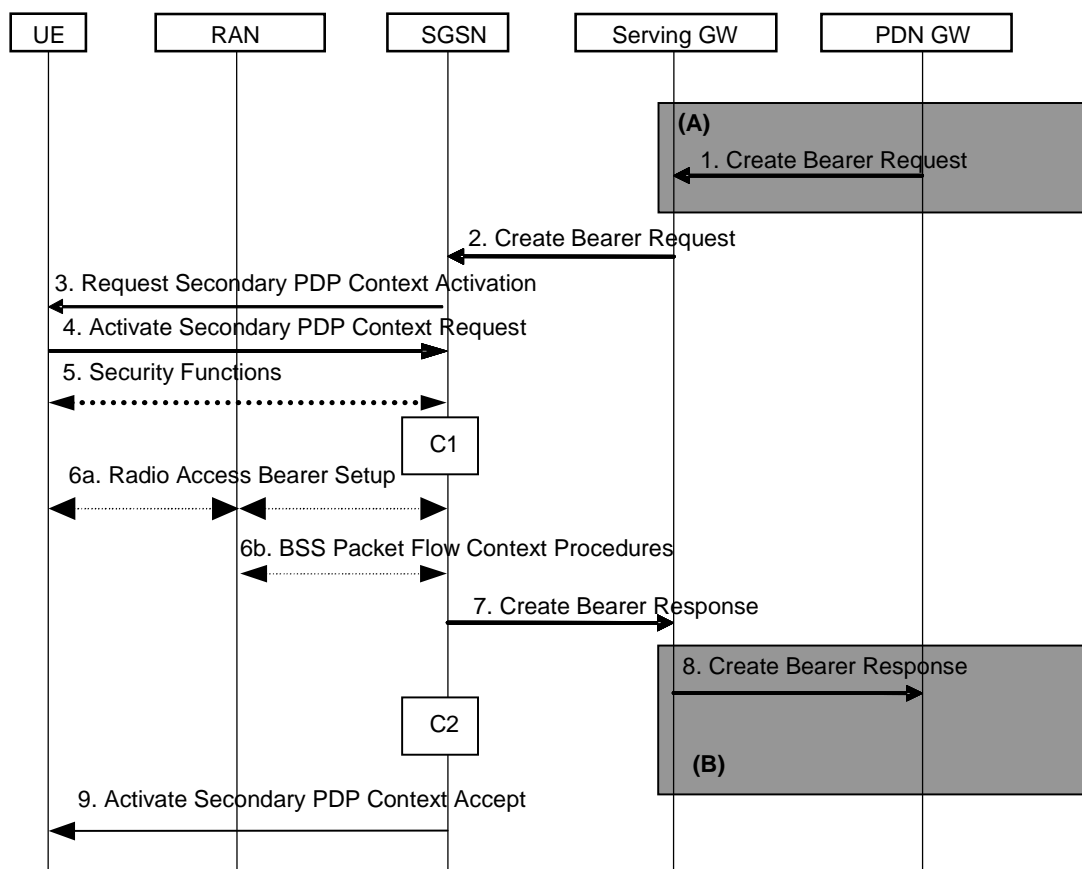 UE
RAN
SGSN
Serving GW
PDN GW
(A)
1. Create Bearer Request
2. Create Bearer Request
3. Request Secondary PDP Context Activation
4. Activate Secondary PDP Context Request
5. Security Functions
C1
6a. Radio Access Bearer Setup
6b. BSS Packet Flow Context Procedures
7. Create Bearer Response
8. Create Bearer Response
C2
(B)
9. Activate Secondary PDP Context Accept